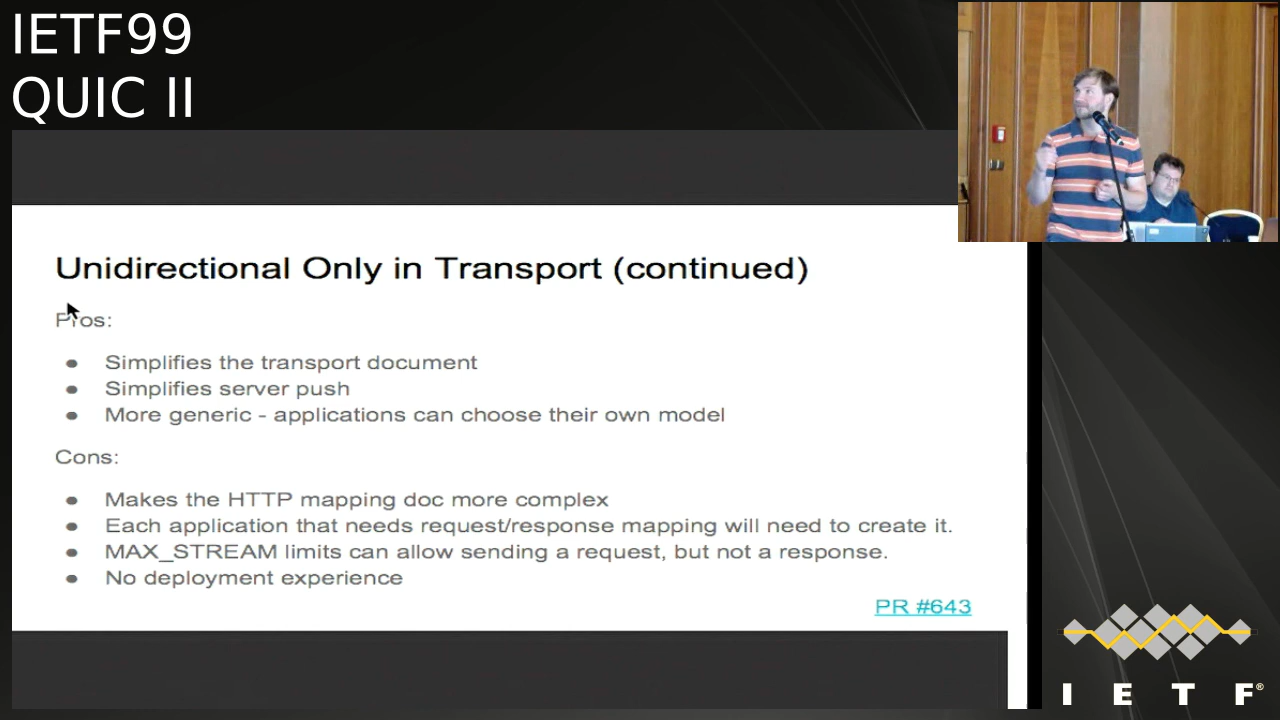 IETF99
QUIC II
Unidirectional Only in Transport (continued)
Pros:
● Simplifies the transport document
● Simplifies server push
● More generic - applications can choose their own model
Cons:
● Makes the HTTP mapping doc more complex
● Each application that needs request/response mapping will need to create it.
● MAX_STREAM limits can allow sending a request, but not a response.
● No deployment experience
PR #643
I E T F®